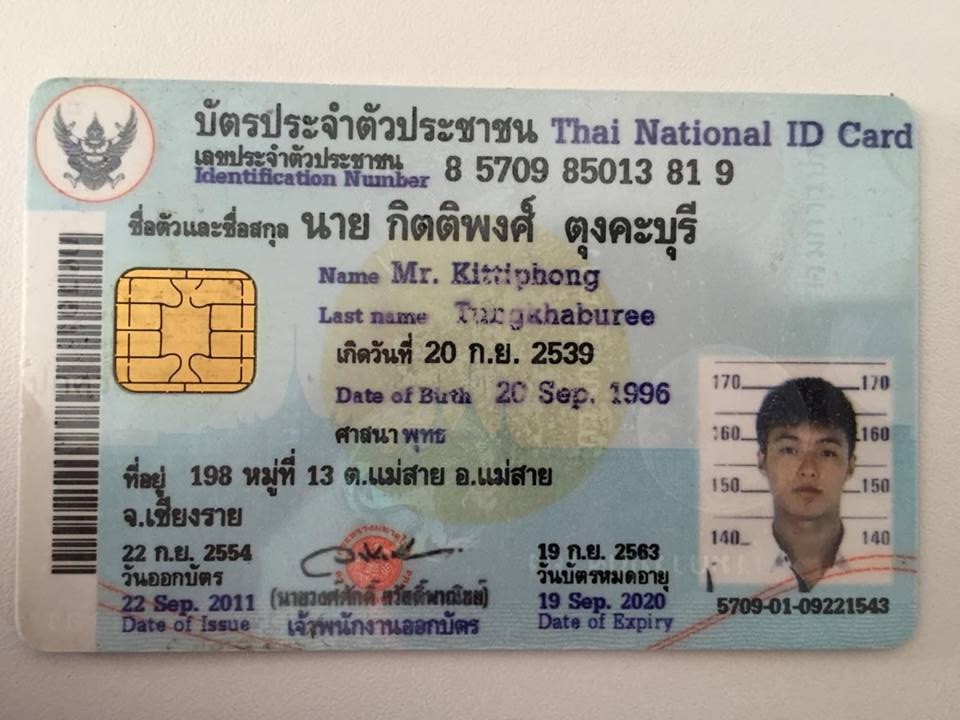 บัตรประจำตัวประชาชน Thai National ID Card
เลขประจำตัวประชาชน
Identification Number 8 5709 85013 81 9
ชื่อตัวและชื่อสกุล นาย กิตติพงศ์ ตุงคะบุรี
Name Mr. Kittiphong
Last name Tungkhaburee
เกิดวันที่ 20 ก.ย. 2539
Date of Birth 20 Sep. 1996
ศาสนา พุทธ
ที่อยู่ 198 หมู่ที่ 13 ต.แม่สาย อ.แม่สาย
จ.เชียงราย
22 ก.ย. 2554
วันออกบัตร
22 Sep. 2011
Date of Issue
(นายวงศ์ศักดิ์ สวัสดิ์พาณิชย์)
เจ้าพนักงานออกบัตร
19 ก.ย. 2563
วันบัตรหมดอายุ
19 Sep. 2020
Date of Expiry
170 170
160 160
150 150
140 140
5709-01-09221543